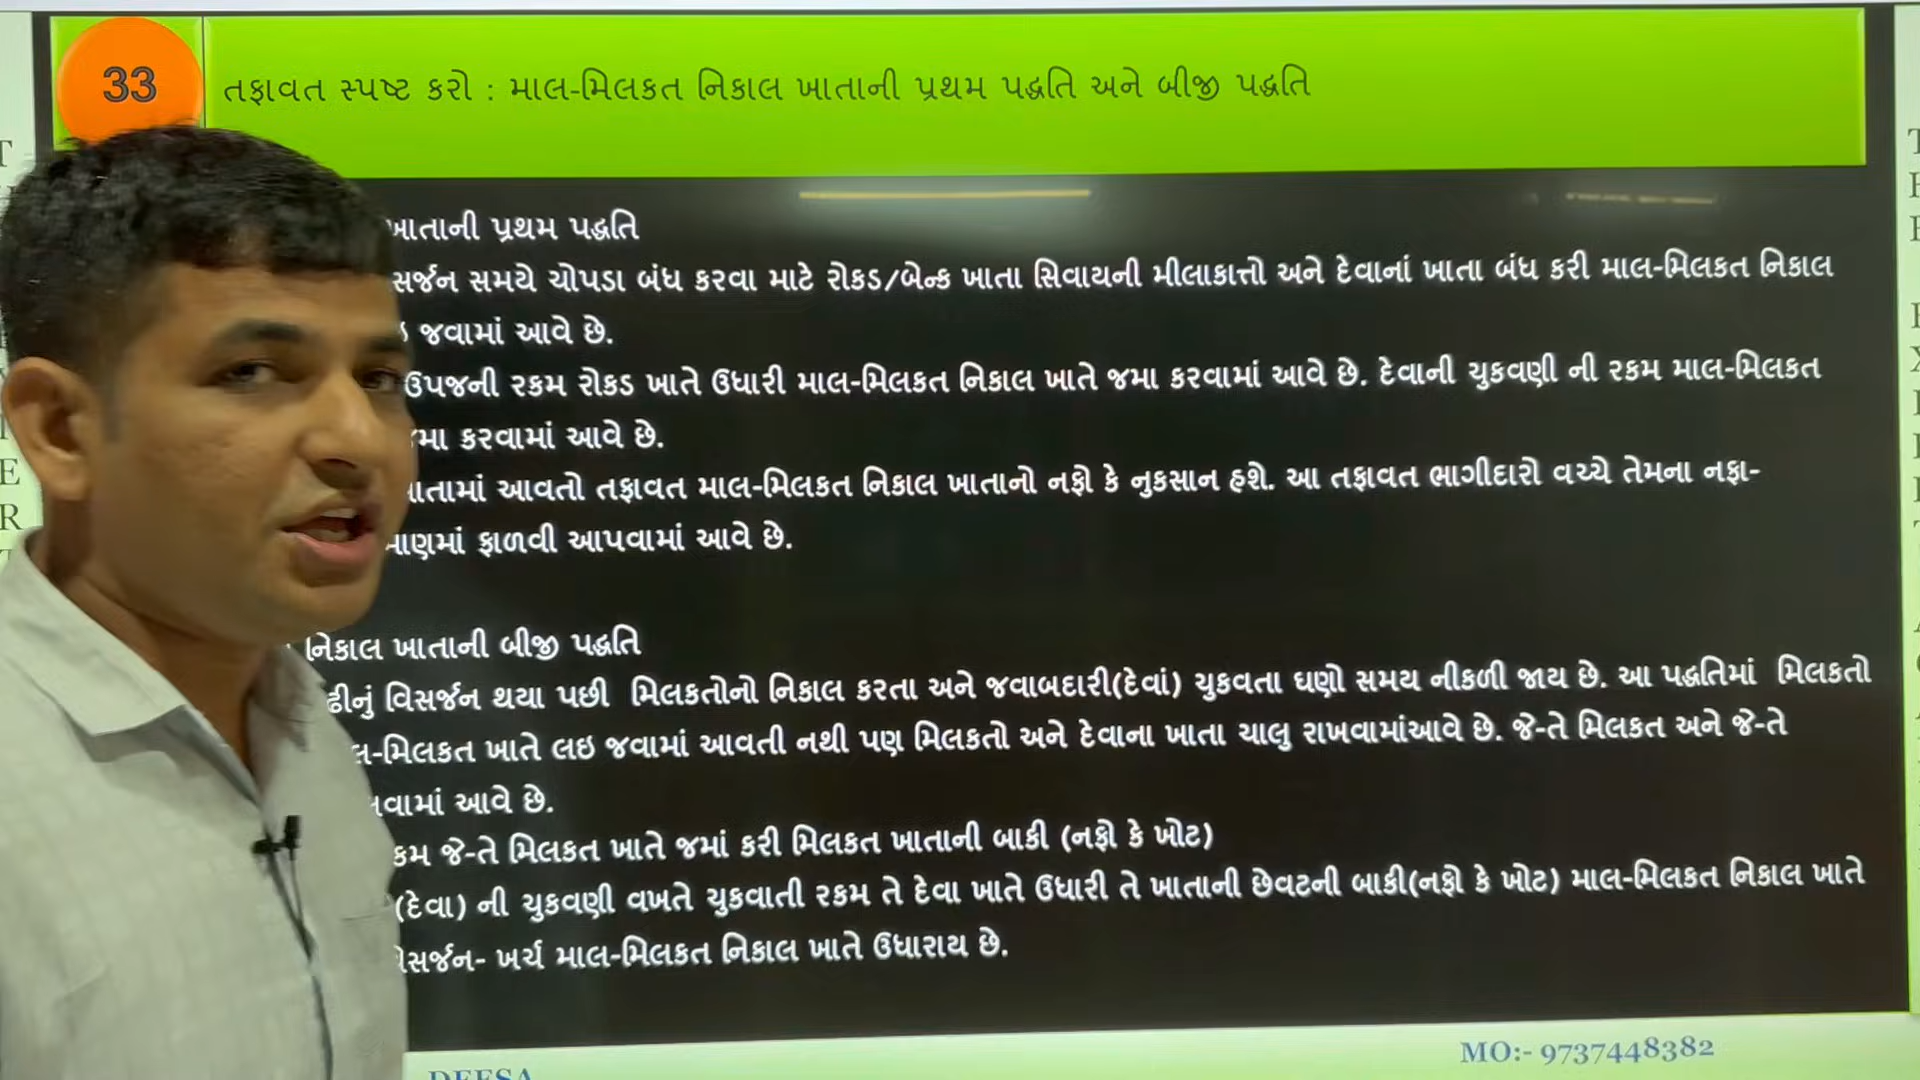 33
તફાવત સ્પષ્ટ કરો : માલ-મિલકત નિકાલ ખાતાની પ્રથમ પદ્ધતિ અને બીજી પદ્ધતિ
ખાતાની પ્રથમ પદ્ધતિ
સર્જન સમયે ચોપડા બંધ કરવા માટે રોકડ/બેન્ક ખાતા સિવાયની મીલાકાત્તો અને દેવાનાં ખાતા બંધ કરી માલ-મિલકત નિકાલ
જવામાં આવે છે.
ઉપજની રકમ રોકડ ખાતે ઉધારી માલ-મિલકત નિકાલ ખાતે જમા કરવામાં આવે છે. દેવાની ચુકવણી ની રકમ માલ-મિલકત
મા કરવામાં આવે છે.
ાતામાં આવતો તફાવત માલ-મિલકત નિકાલ ખાતાનો નફો કે નુકસાન હશે. આ તફાવત ભાગીદારો વચ્ચે તેમના નફા-
માણમાં ફાળવી આપવામાં આવે છે.
નિકાલ ખાતાની બીજી પદ્ધતિ
ઢીનું વિસર્જન થયા પછી મિલકતોનો નિકાલ કરતા અને જવાબદારી(દેવાં) ચુકવતા ઘણો સમય નીકળી જાય છે. આ પદ્ધતિમાં મિલકતો
લ-મિલકત ખાતે લઇ જવામાં આવતી નથી પણ મિલકતો અને દેવાના ખાતા ચાલુ રાખવામાંઆવે છે. જે-તે મિલકત અને જે-તે
વામાં આવે છે.
કમ જે-તે મિલકત ખાતે જમાં કરી મિલકત ખાતાની બાકી (નફો કે ખોટ)
(દેવા) ની ચુકવણી વખતે ચુકવાતી રકમ તે દેવા ખાતે ઉધારી તે ખાતાની છેવટની બાકી(નફો કે ખોટ) માલ-મિલકત નિકાલ ખાતે
સર્જન- ખર્ચ માલ-મિલકત નિકાલ ખાતે ઉધારાય છે.
MO:- 9737448382
DEESA